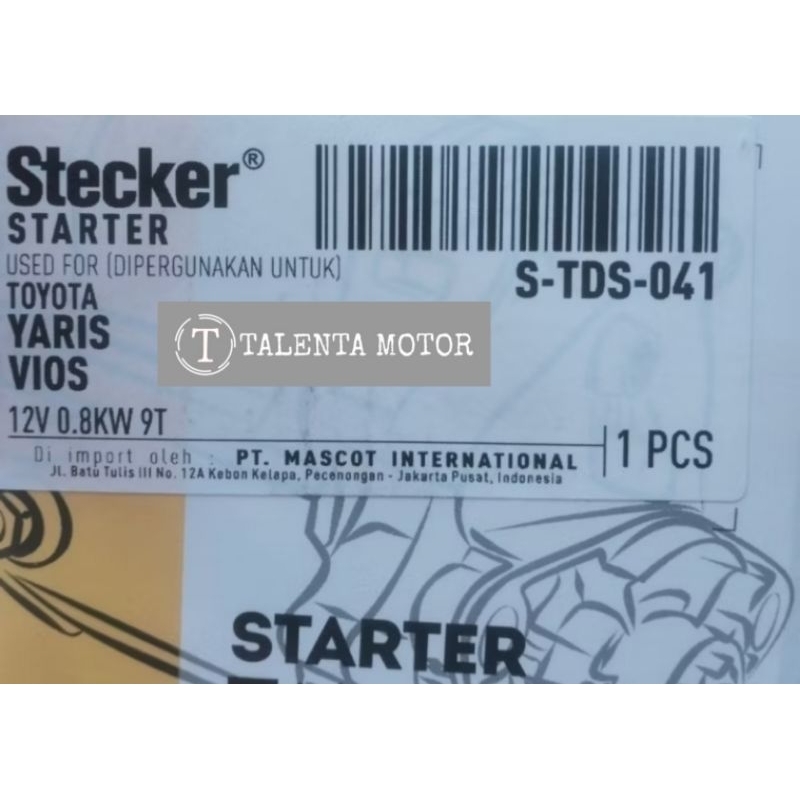 Stecker®
STARTER
USED FOR (DIPERGUNAKAN UNTUK)
TOYOTA
YARIS
VIOS
12V 0.8KW 9T
S-TDS-041
T TALENTA MOTOR
Di import oleh : PT. MASCOT INTERNATIONAL
Jl. Batu Tulis III No. 12A Kebon Kelapa, Pecenongan - Jakarta Pusat, Indonesia
1 PCS
STARTER